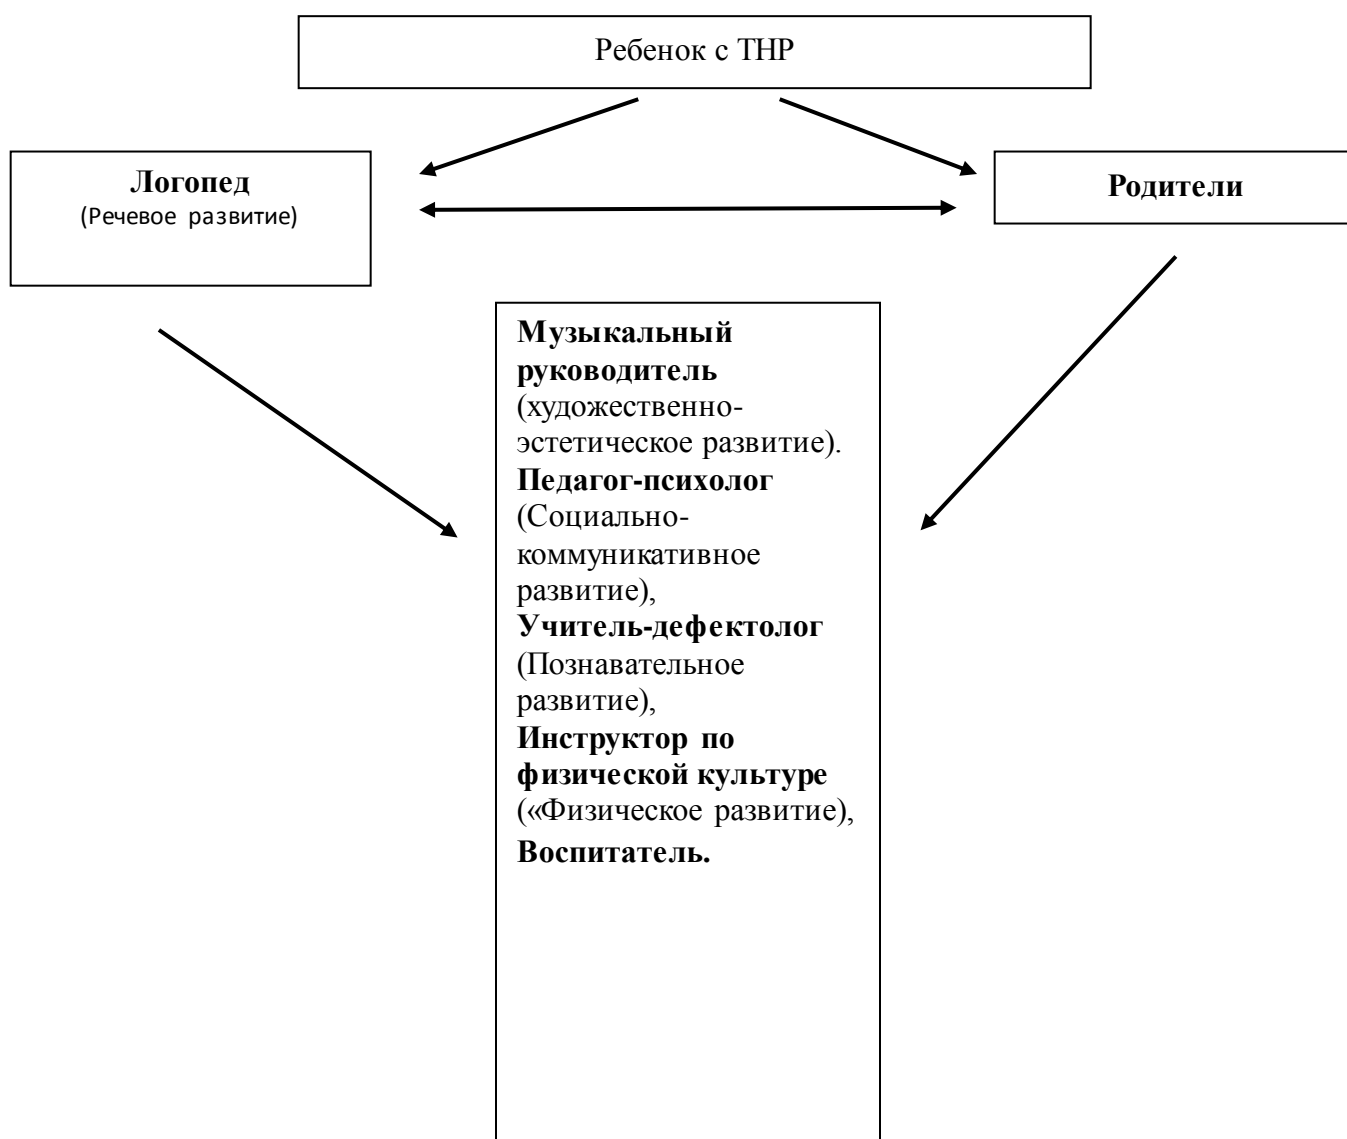 Ребенок с ТНР
Логопед
(Речевое развитие)
Родители
Музыкальный
руководитель
(художественно-
эстетическое развитие).
Педагог-психолог
(Социально-
коммуникативное
развитие),
Учитель-дефектолог
(Познавательное
развитие),
Инструктор по
физической культуре
(«Физическое развитие),
Воспитатель.